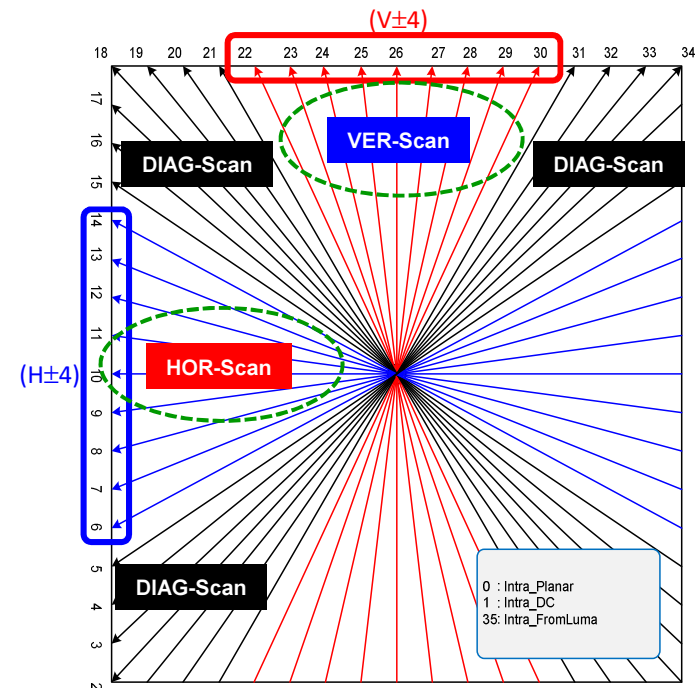 (V±4)
18 19 20 21 22 23 24 25 26 27 28 29 30 31 32 33 34
17
16
15
14
13
12
11
10
9
8
7
6
5
4
3
2
VER-Scan
DIAG-Scan
DIAG-Scan
HOR-Scan
(H±4)
DIAG-Scan
0 : Intra_Planar
1 : Intra_DC
35: Intra_FromLuma